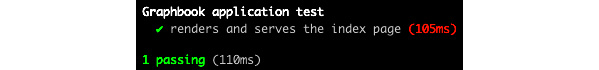 Graphbook application test
✔ renders and serves the index page (105ms)
1 passing (110ms)